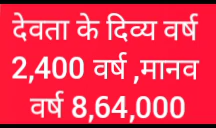 देवता के दिव्य वर्ष
2,400 वर्ष ,मानव
वर्ष 8,64,000